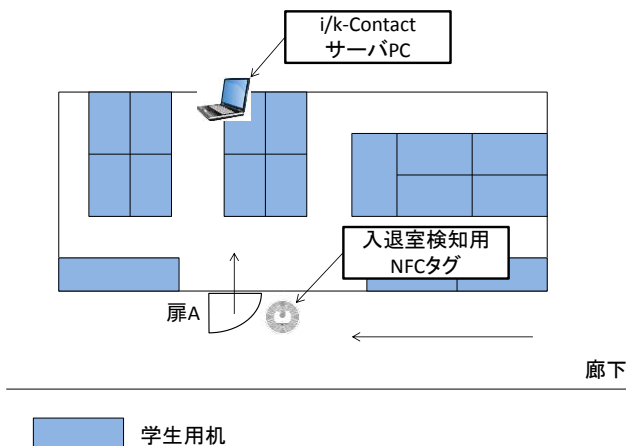 i/k-Contact
サーバPC
入退室検知用
NFCタグ
扉A
廊下
学生用机